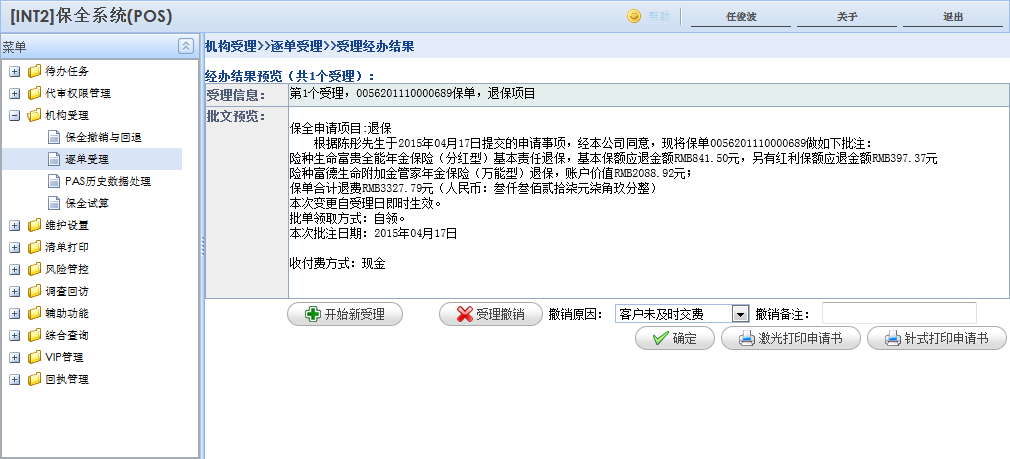 [INT2]保全系统(POS)
帮助
任俊波
关于
退出
菜单
待办任务
代审权限管理
机构受理
保全撤销与回退
逐单受理
PAS历史数据处理
保全试算
维护设置
清单打印
风险管控
调查回访
辅助功能
综合查询
VIP管理
回执管理
机构受理>>逐单受理>>受理经办结果
经办结果预览（共1个受理）:
受理信息:
第1个受理，0056201110000689保单，退保项目
批文预览:
保全申请项目:退保
根据陈彤先生于2015年04月17日提交的申请事项，经本公司同意，现将保单0056201110000689做如下批注:
险种生命富贵全能年金保险（分红型）基本责任退保，基本保额应退金额RMB841.50元，另有红利保额应退金额RMB397.37元
险种富德生命附加金管家年金保险（万能型）退保，账户价值RMB2088.92元;
保单合计退费RMB3327.79元（人民币: 叁仟叁佰贰拾柒元柒角玖分整）
本次变更自受理日即时生效。
批单领取方式: 自领。
本次批注日期: 2015年04月17日
收付费方式: 现金
开始新受理
受理撤销
撤销原因:
客户未及时交费
撤销备注:
确定
激光打印申请书
针式打印申请书